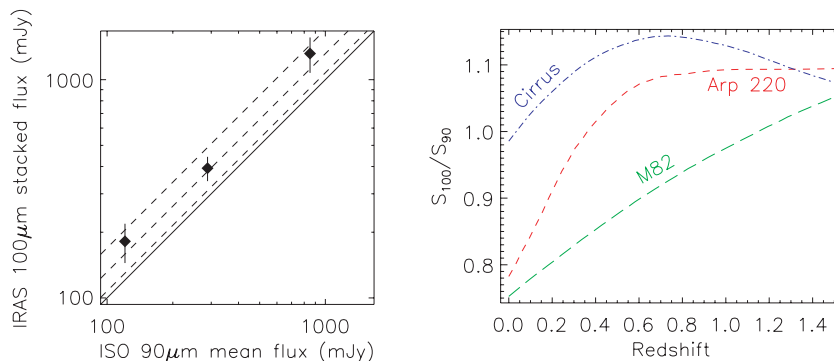 IRAS 100μm stacked flux (mJy)
1000
100
100
1000
ISO 90μm mean flux (mJy)
S₁₀₀/S₉₀
1.1
1.0
0.9
0.8
Cirrus
Arp 220
M82
0.0 0.2 0.4 0.6 0.8 1.0 1.2 1.4
Redshift